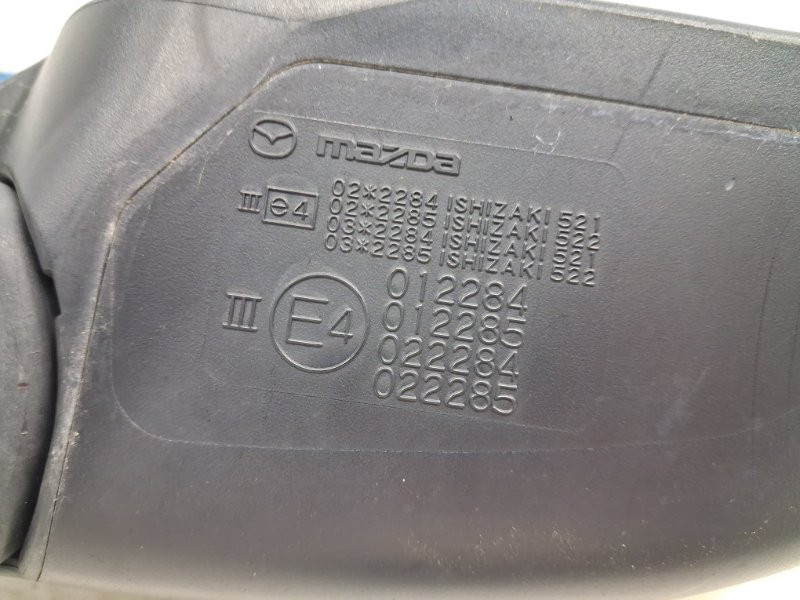 mazda
III e4 02*2284 ISHIZAKI 521
02*2285 ISHIZAKI 522
03*2284 ISHIZAKI 521
03*2285 ISHIZAKI 522
III E4 012284
012285
022284
022285